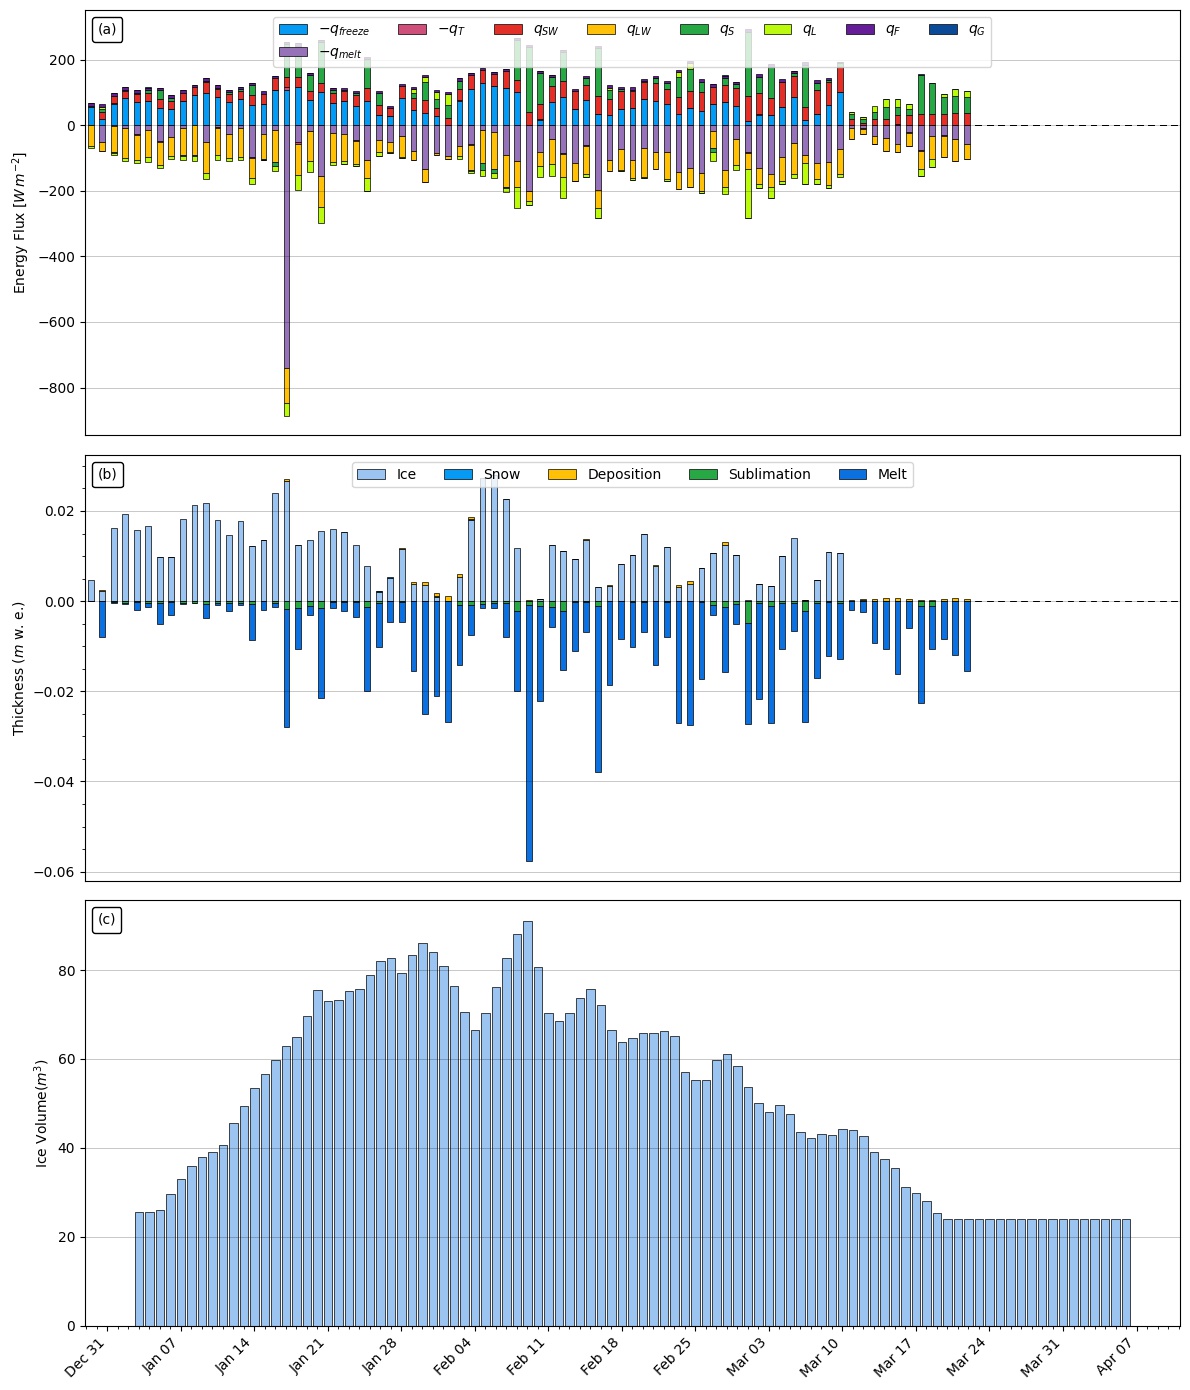 (a)
−q_freeze −q_T q_SW q_LW q_S q_L q_F q_G
−q_melt
Energy Flux [W m⁻²]
200
0
−200
−400
−600
−800
(b)
Ice Snow Deposition Sublimation Melt
Thickness (m w. e.)
0.02
0.00
−0.02
−0.04
−0.06
(c)
Ice Volume(m³)
80
60
40
20
0
Dec 31 Jan 07 Jan 14 Jan 21 Jan 28 Feb 04 Feb 11 Feb 18 Feb 25 Mar 03 Mar 10 Mar 17 Mar 24 Mar 31 Apr 07